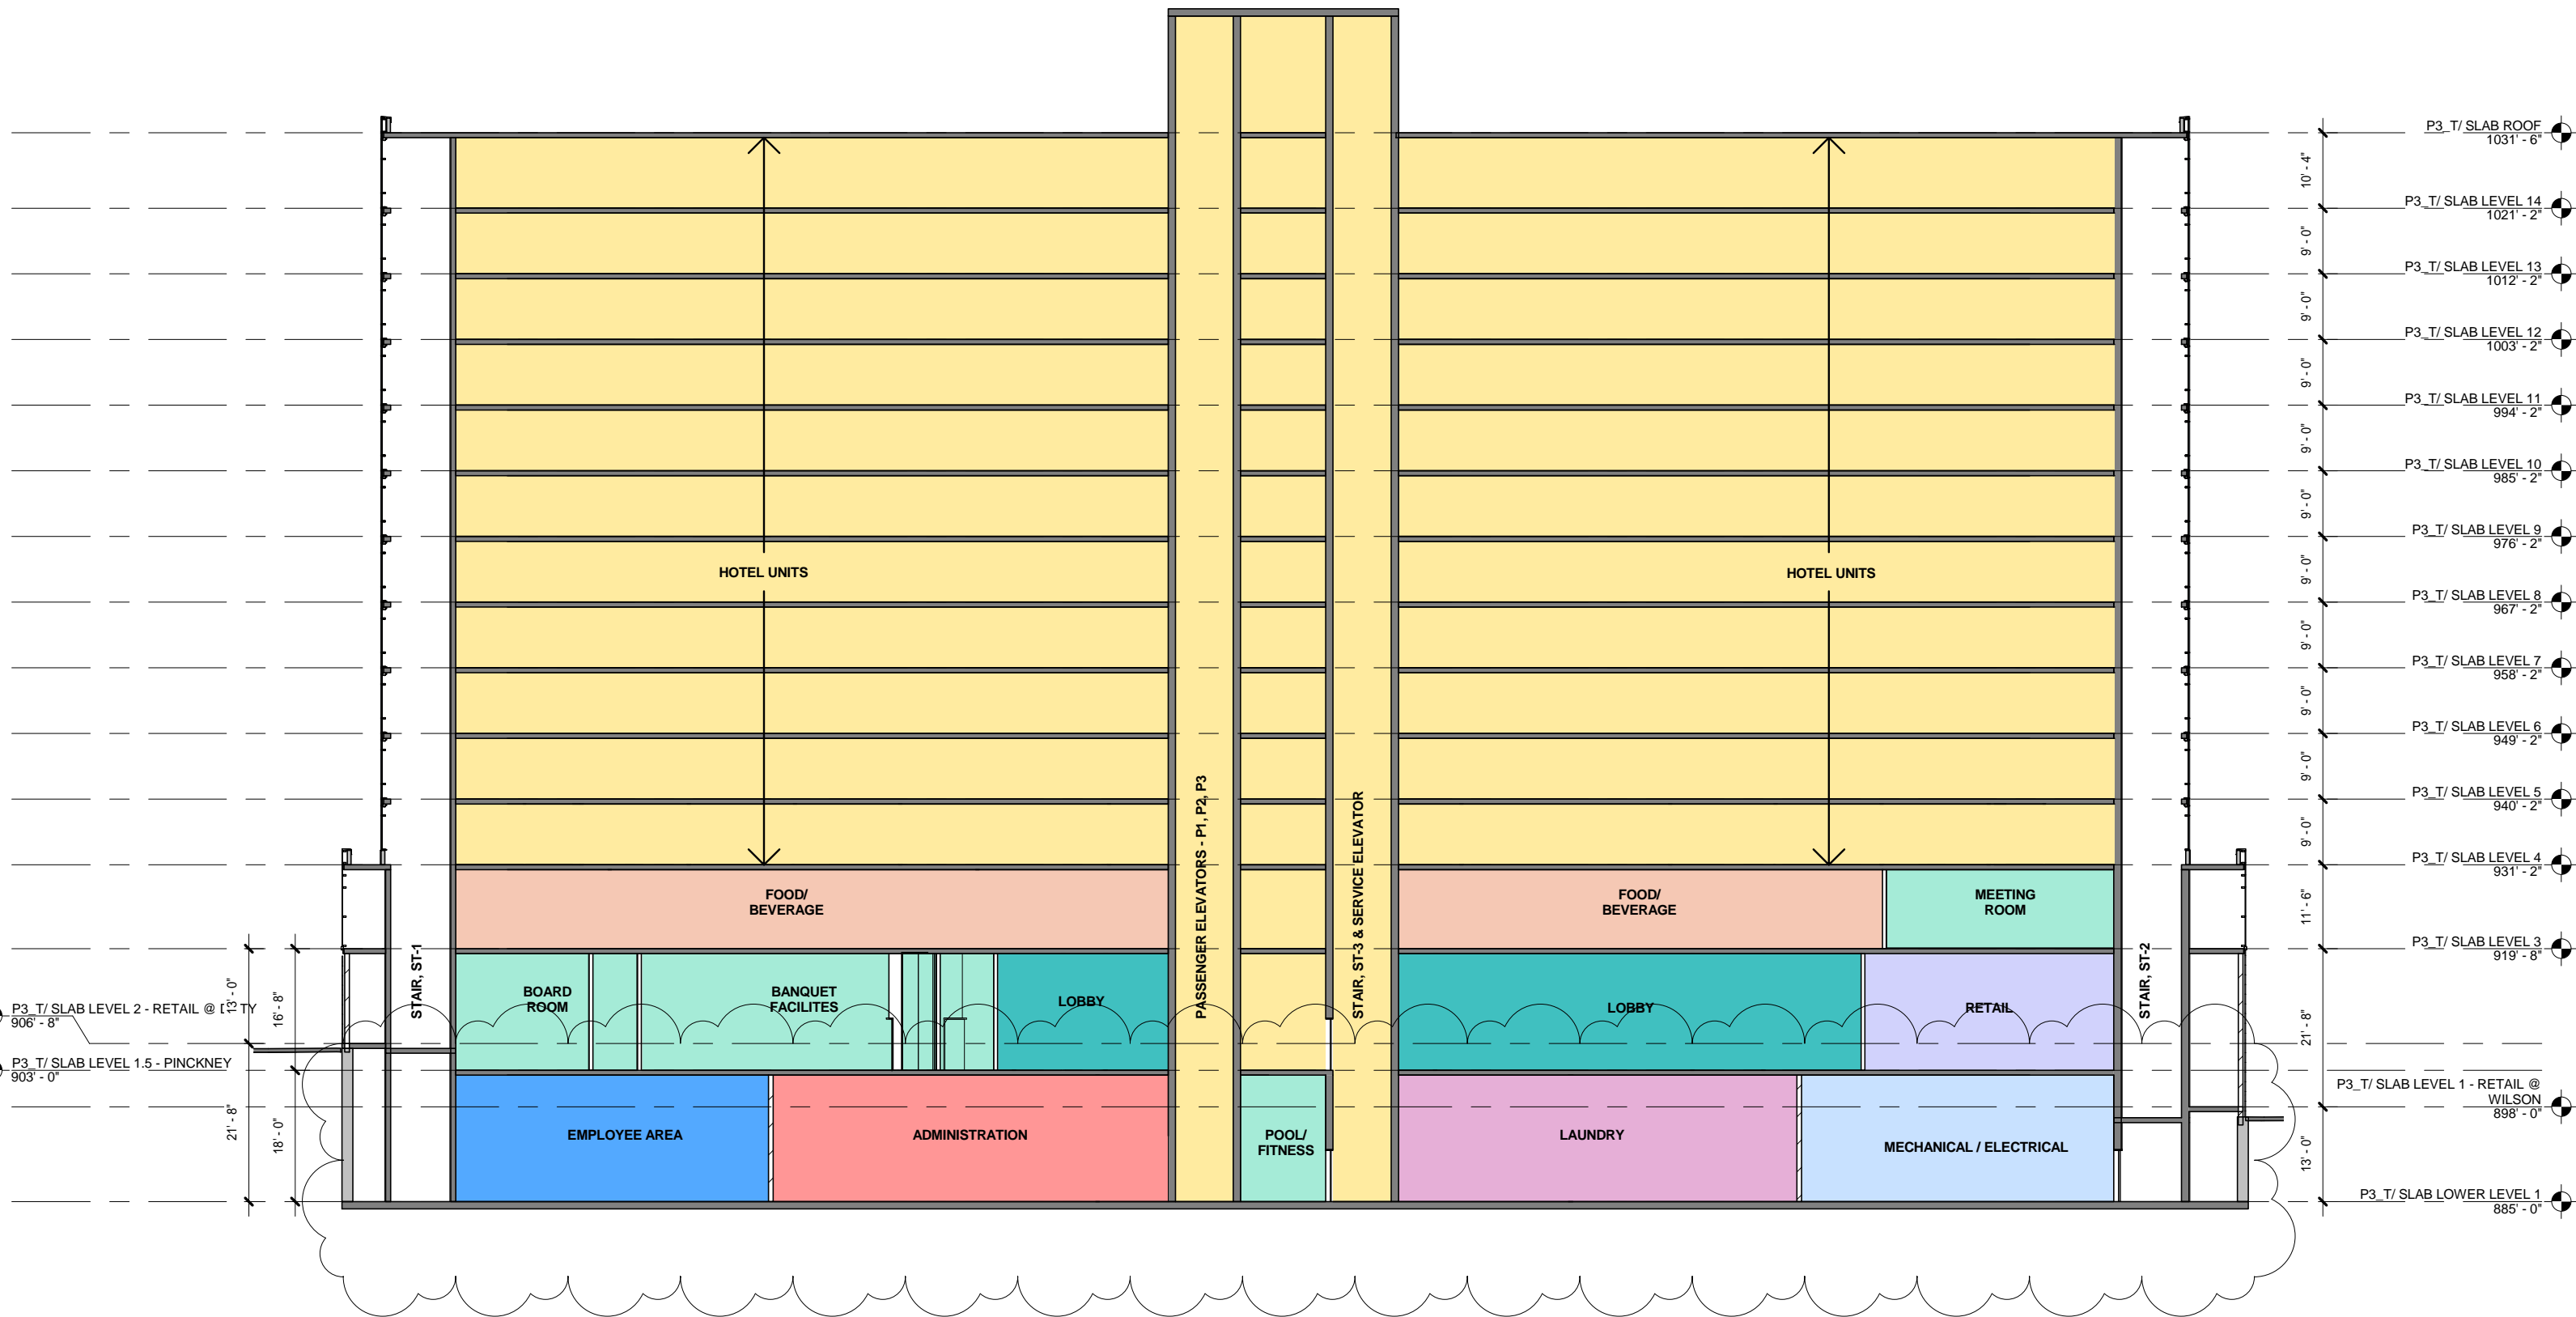 P3_T/ SLAB ROOF
1031' - 6"
10' - 4"
P3_T/ SLAB LEVEL 14
1021' - 2"
9' - 0"
P3_T/ SLAB LEVEL 13
1012' - 2"
9' - 0"
P3_T/ SLAB LEVEL 12
1003' - 2"
9' - 0"
P3_T/ SLAB LEVEL 11
994' - 2"
9' - 0"
P3_T/ SLAB LEVEL 10
985' - 2"
9' - 0"
P3_T/ SLAB LEVEL 9
976' - 2"
9' - 0"
HOTEL UNITS
HOTEL UNITS
P3_T/ SLAB LEVEL 8
967' - 2"
9' - 0"
P3_T/ SLAB LEVEL 7
958' - 2"
9' - 0"
P3_T/ SLAB LEVEL 6
949' - 2"
9' - 0"
P3_T/ SLAB LEVEL 5
940' - 2"
9' - 0"
P3_T/ SLAB LEVEL 4
931' - 2"
11' - 6"
PASSENGER ELEVATORS - P1, P2, P3
STAIR, ST-3 & SERVICE ELEVATOR
FOOD/
BEVERAGE
FOOD/
BEVERAGE
MEETING
ROOM
P3_T/ SLAB LEVEL 3
919' - 8"
STAIR, ST-1
STAIR, ST-2
BOARD
ROOM
BANQUET
FACILITES
LOBBY
LOBBY
RETAIL
13' - 0"
16' - 8"
21' - 8"
P3_T/ SLAB LEVEL 2 - RETAIL @
906' - 8"
P3_T/ SLAB LEVEL 1.5 - PINCKNEY
903' - 0"
P3_T/ SLAB LEVEL 1 - RETAIL @
WILSON
898' - 0"
21' - 8"
18' - 0"
13' - 0"
EMPLOYEE AREA
ADMINISTRATION
POOL/
FITNESS
LAUNDRY
MECHANICAL / ELECTRICAL
P3_T/ SLAB LOWER LEVEL 1
885' - 0"